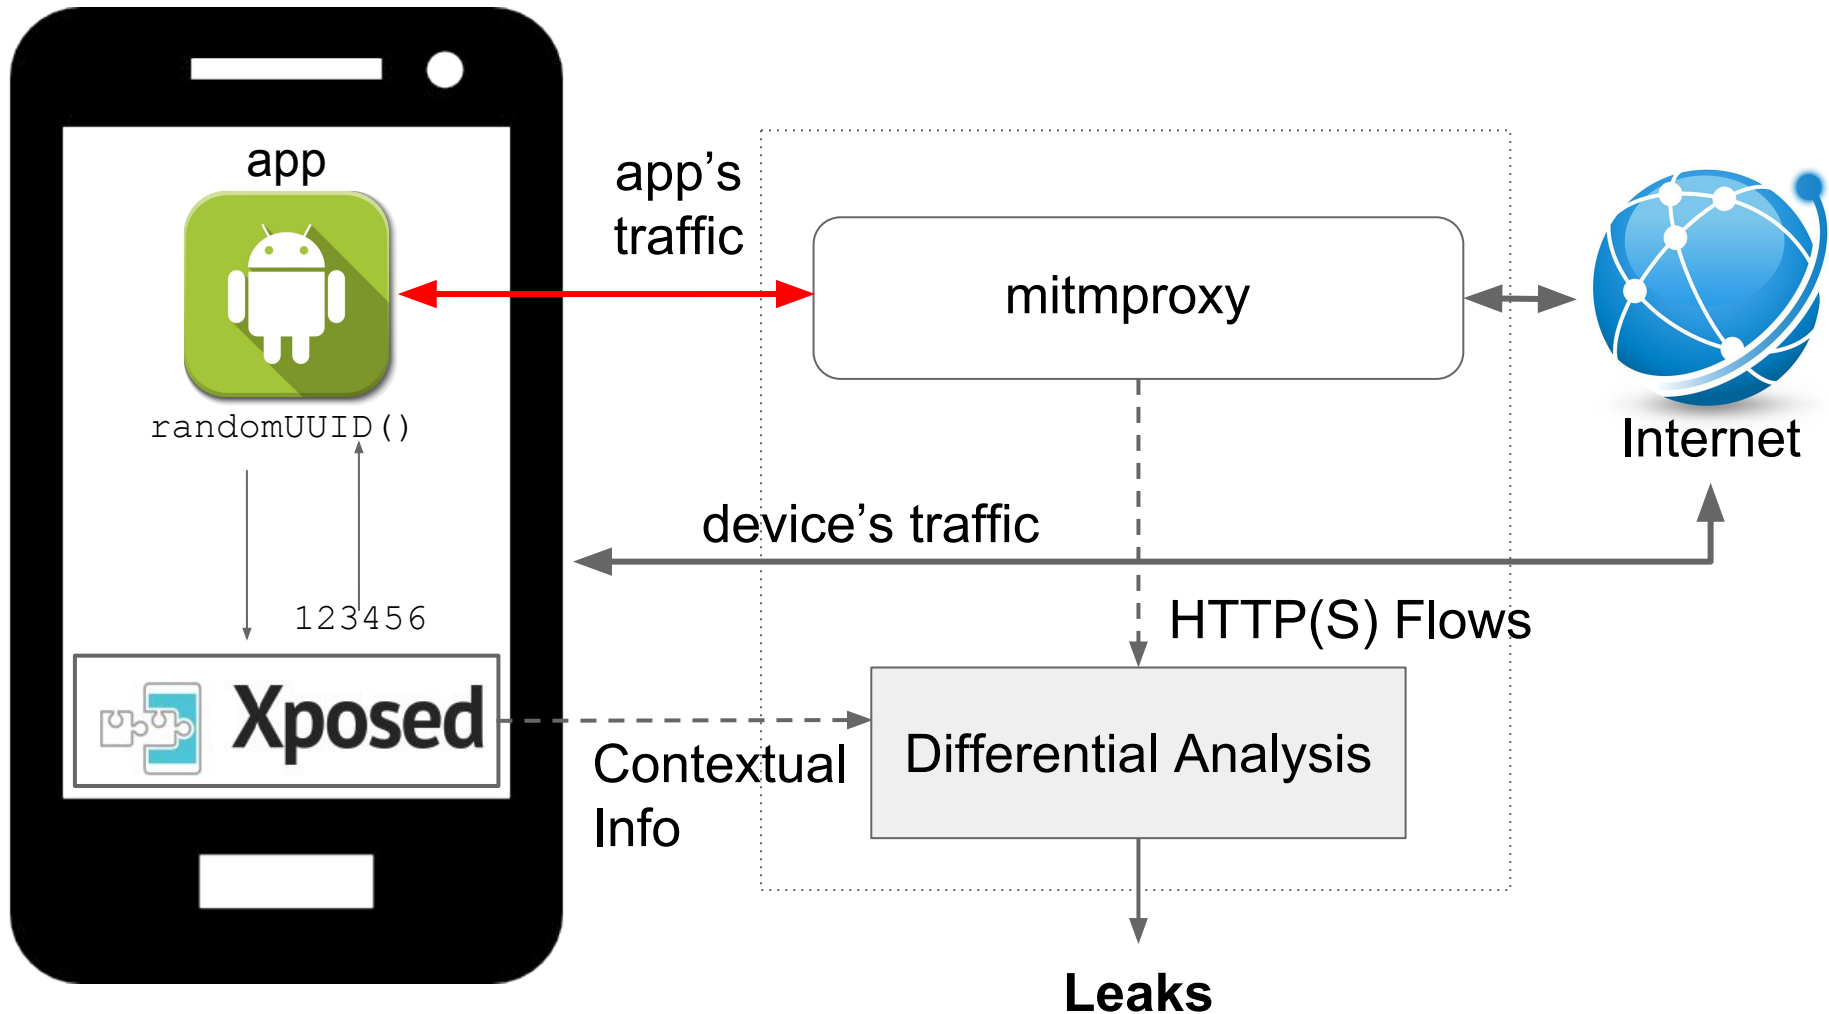 app
randomUUID()
123456
Xposed
app’s
traffic
mitmproxy
Internet
device’s traffic
HTTP(S) Flows
Contextual
Info
Differential Analysis
Leaks